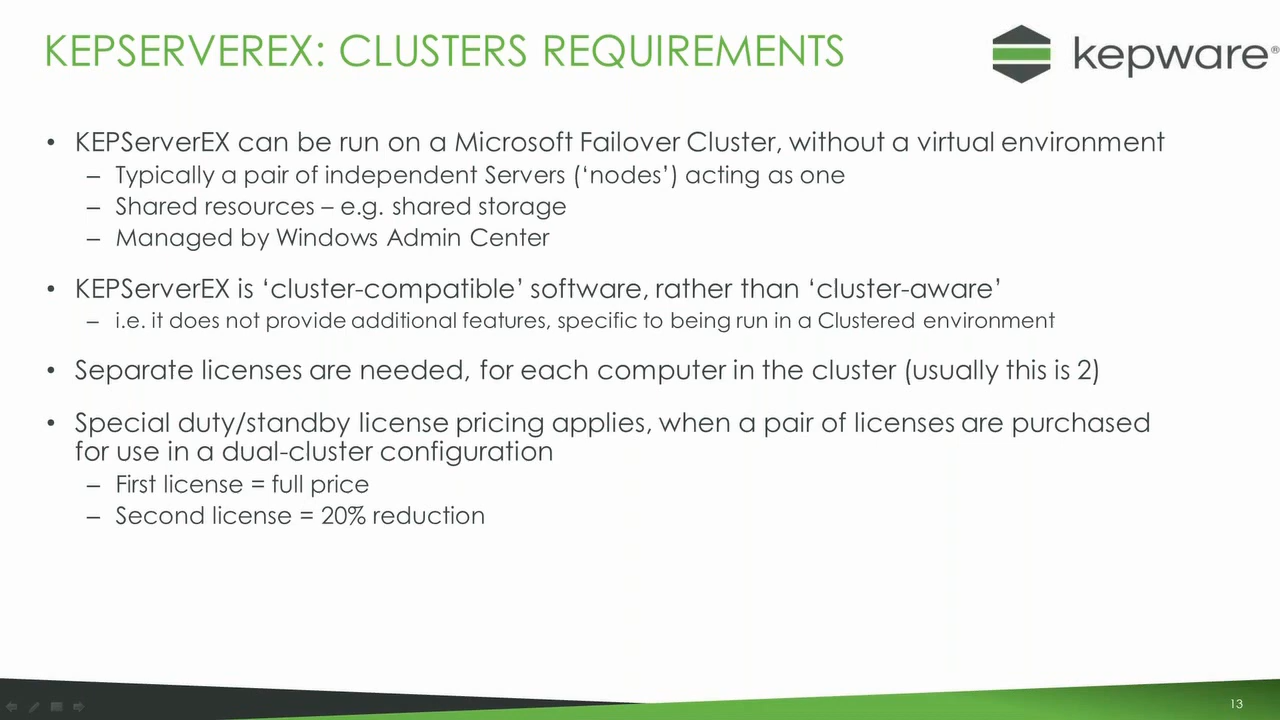 KEPSERVEREX: CLUSTERS REQUIREMENTS
kepware®
• KEPServerEX can be run on a Microsoft Failover Cluster, without a virtual environment
– Typically a pair of independent Servers (‘nodes’) acting as one
– Shared resources – e.g. shared storage
– Managed by Windows Admin Center
• KEPServerEX is ‘cluster-compatible’ software, rather than ‘cluster-aware’
– i.e. it does not provide additional features, specific to being run in a Clustered environment
• Separate licenses are needed, for each computer in the cluster (usually this is 2)
• Special duty/standby license pricing applies, when a pair of licenses are purchased
for use in a dual-cluster configuration
– First license = full price
– Second license = 20% reduction
13